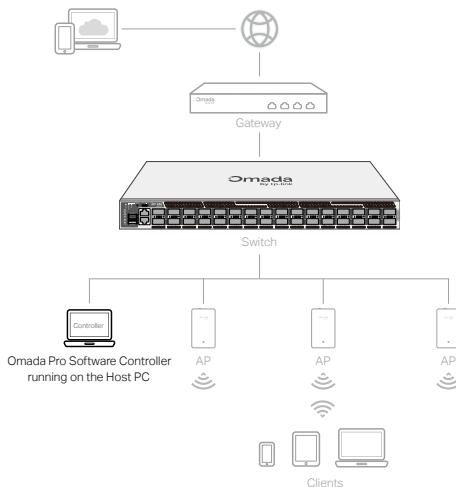 Omada
Gateway
Omada
by tp-link
Switch
Controller
Omada Pro Software Controller
running on the Host PC
AP
AP
AP
Clients